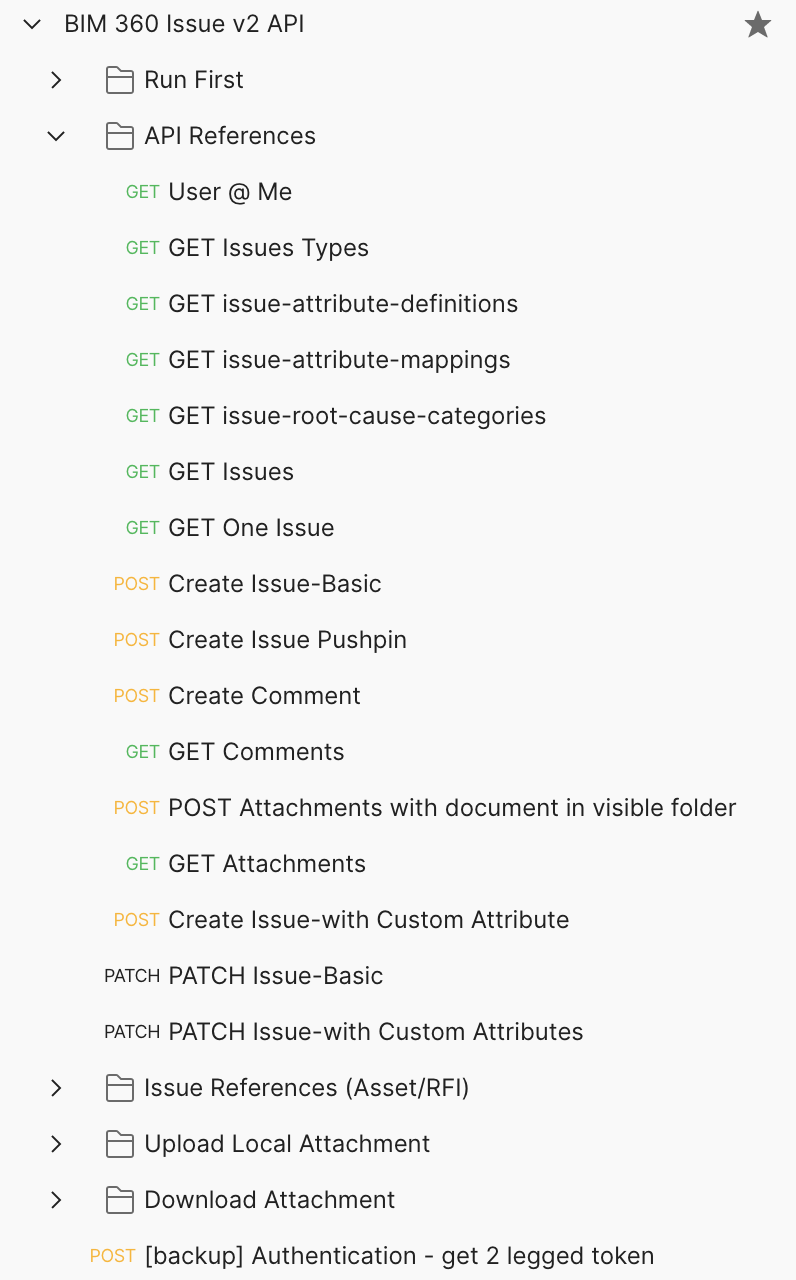 BIM 360 Issue v2 API
Run First
API References
GET User @ Me
GET GET Issues Types
GET GET issue-attribute-definitions
GET GET issue-attribute-mappings
GET GET issue-root-cause-categories
GET GET Issues
GET GET One Issue
POST Create Issue-Basic
POST Create Issue Pushpin
POST Create Comment
GET GET Comments
POST POST Attachments with document in visible folder
GET GET Attachments
POST Create Issue-with Custom Attribute
PATCH PATCH Issue-Basic
PATCH PATCH Issue-with Custom Attributes
Issue References (Asset/RFI)
Upload Local Attachment
Download Attachment
POST [backup] Authentication - get 2 legged token